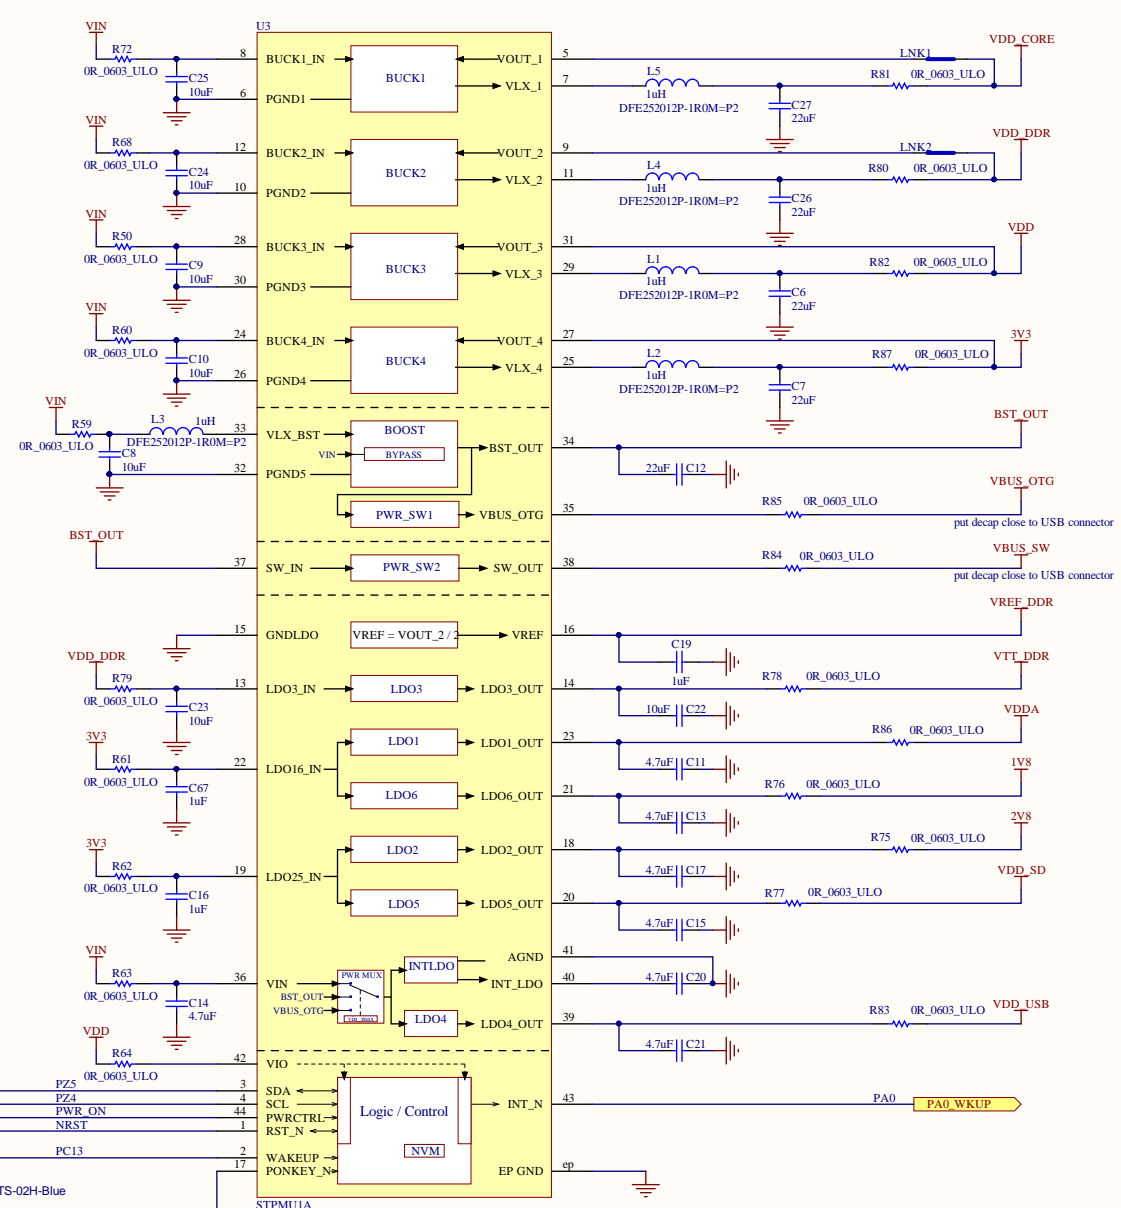 U3
VIN
R72
0R_0603_ULO
C25
10uF
8
BUCK1_IN
6
PGND1
BUCK1
VOUT_1
5
VLX_1
7
L5
1uH
DFE252012P-1R0M=P2
C27
22uF
LNK1
R81
0R_0603_ULO
VDD_CORE
VIN
R68
0R_0603_ULO
C24
10uF
12
BUCK2_IN
10
PGND2
BUCK2
VOUT_2
9
VLX_2
11
L4
1uH
DFE252012P-1R0M=P2
C26
22uF
LNK2
R80
0R_0603_ULO
VDD_DDR
VIN
R50
0R_0603_ULO
C9
10uF
28
BUCK3_IN
30
PGND3
BUCK3
VOUT_3
31
VLX_3
29
L1
1uH
DFE252012P-1R0M=P2
C6
22uF
R82
0R_0603_ULO
VDD
VIN
R60
0R_0603_ULO
C10
10uF
24
BUCK4_IN
26
PGND4
BUCK4
VOUT_4
27
VLX_4
25
L2
1uH
DFE252012P-1R0M=P2
C7
22uF
R87
0R_0603_ULO
3V3
VIN
R59
0R_0603_ULO
C8
10uF
L3
1uH
DFE252012P-1R0M=P2
33
VLX_BST
32
PGND5
BOOST
VIN
BYPASS
BST_OUT
34
22uF
C12
BST_OUT
PWR_SW1
VBUS_OTG
35
R85
0R_0603_ULO
VBUS_OTG
put decap close to USB connector
BST_OUT
37
SW_IN
PWR_SW2
SW_OUT
38
R84
0R_0603_ULO
VBUS_SW
put decap close to USB connector
15
GNDLDO
VREF = VOUT_2 / 2
VREF
16
C19
1uF
VREF_DDR
VDD_DDR
R79
0R_0603_ULO
C23
10uF
13
LDO3_IN
LDO3
LDO3_OUT
14
10uF
C22
R78
0R_0603_ULO
VTT_DDR
3V3
R61
0R_0603_ULO
C67
1uF
22
LDO16_IN
LDO1
LDO1_OUT
23
4.7uF
C11
R86
0R_0603_ULO
VDDA
LDO6
LDO6_OUT
21
4.7uF
C13
R76
0R_0603_ULO
1V8
3V3
R62
0R_0603_ULO
C16
1uF
19
LDO25_IN
LDO2
LDO2_OUT
18
4.7uF
C17
R75
0R_0603_ULO
2V8
LDO5
LDO5_OUT
20
4.7uF
C15
R77
0R_0603_ULO
VDD_SD
VIN
R63
0R_0603_ULO
C14
4.7uF
36
VIN
BST_OUT
VBUS_OTG
PWR MUX
vin_max
INTLDO
AGND
41
INT_LDO
40
4.7uF
C20
LDO4
LDO4_OUT
39
4.7uF
C21
R83
0R_0603_ULO
VDD_USB
VDD
R64
0R_0603_ULO
42
VIO
PZ5
3
SDA
PZ4
4
SCL
PWR_ON
44
PWRCTRL
NRST
1
RST_N
PC13
2
WAKEUP
17
PONKEY_N
Logic / Control
NVM
INT_N
43
PA0
PA0_WKUP
EP GND
ep
TS-02H-Blue
STPMU1A